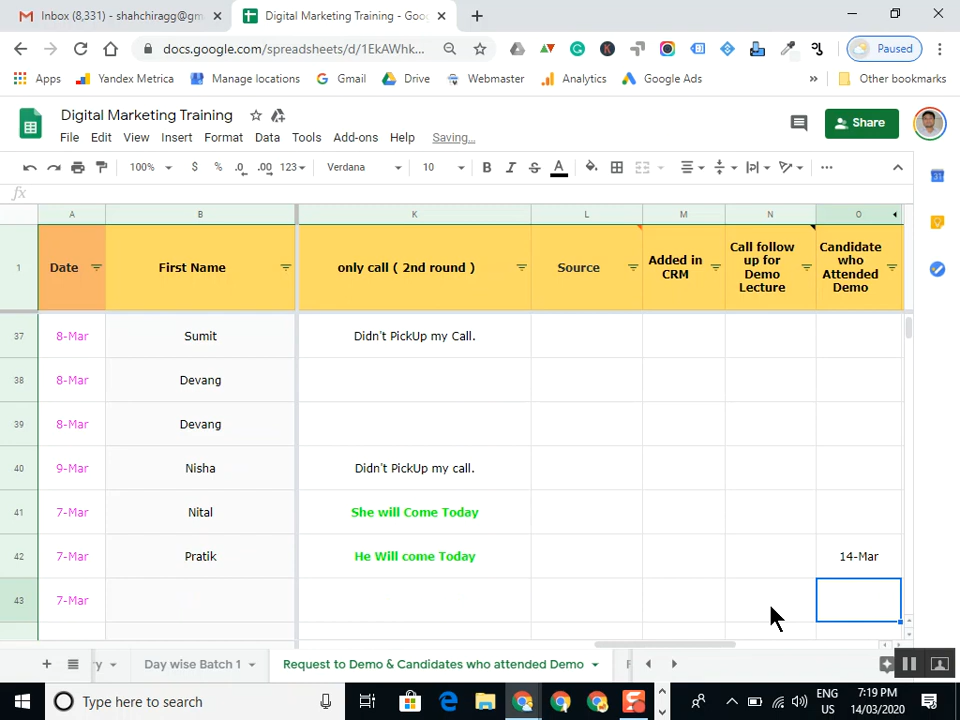 Inbox (8,331) - shahchiragg@gm
Digital Marketing Training - Goo
docs.google.com/spreadsheets/d/1EkAWhk...
Paused
Apps
Yandex Metrica
Manage locations
Gmail
Drive
Webmaster
Analytics
Google Ads
»
Other bookmarks
Digital Marketing Training
File Edit View Insert Format Data Tools Add-ons Help Saving...
Share
100% $ % .0 .00 123 Verdana 10 B I S A
fx
A B K L M N O
1 Date First Name only call ( 2nd round ) Source
Added in CRM
Call follow up for Demo Lecture
Candidate who Attended Demo
37 8-Mar Sumit Didn't PickUp my Call.
38 8-Mar Devang
39 8-Mar Devang
40 9-Mar Nisha Didn't PickUp my call.
41 7-Mar Nital She will Come Today
42 7-Mar Pratik He Will come Today 14-Mar
43 7-Mar
Day wise Batch 1
Request to Demo & Candidates who attended Demo
Type here to search
ENG
US
7:19 PM
14/03/2020